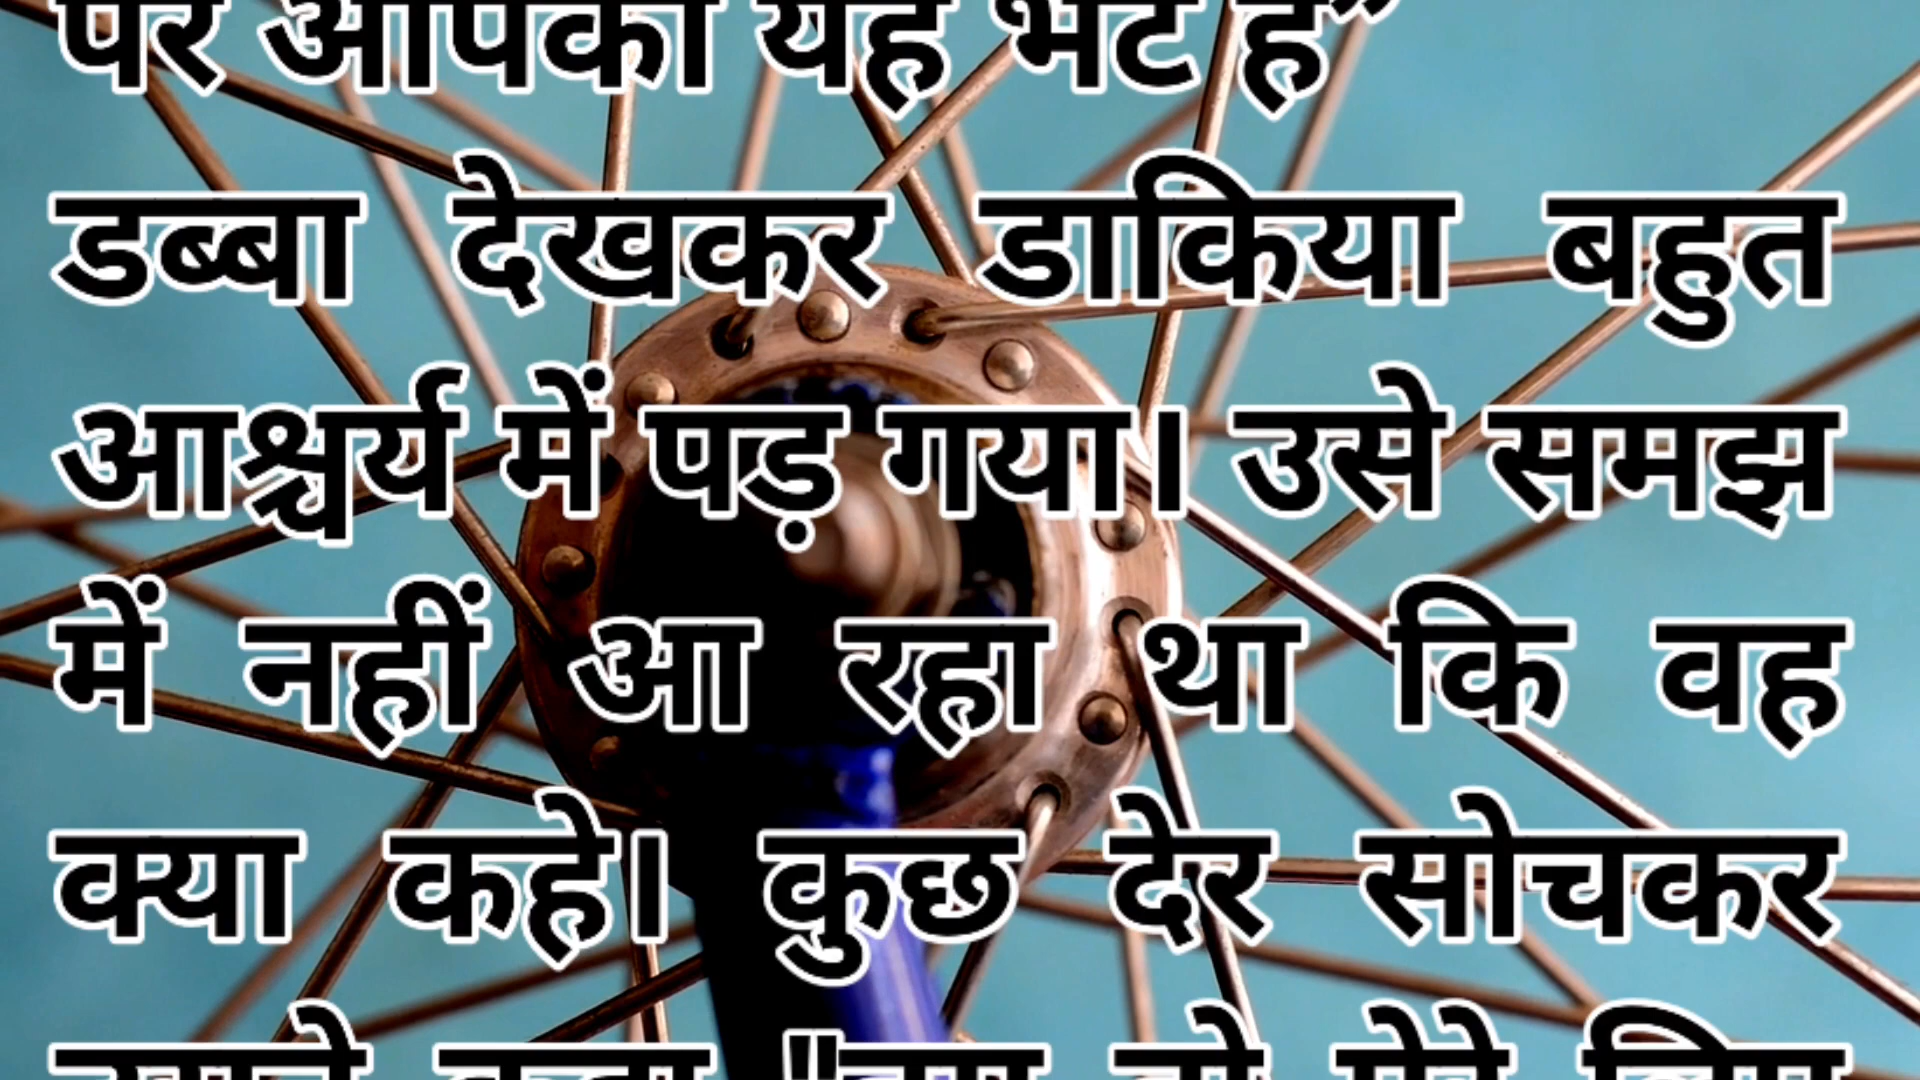 पर आपको यह भेंट है”
डब्बा देखकर डाकिया बहुत
आश्चर्य में पड़ गया। उसे समझ
में नहीं आ रहा था कि वह
क्या कहे। कुछ देर सोचकर